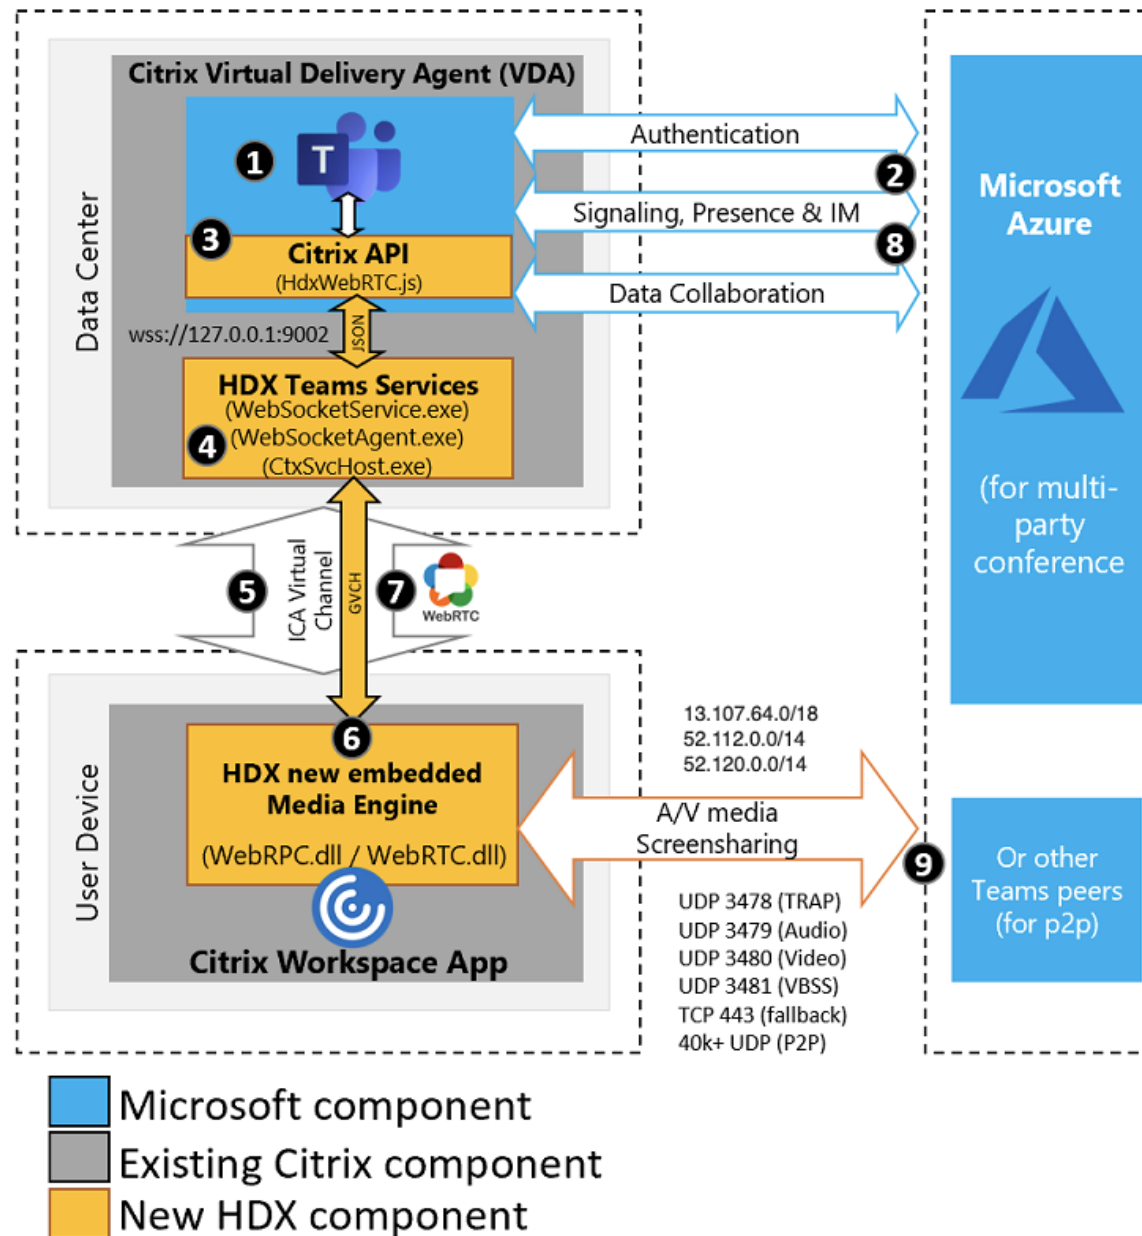 Citrix Virtual Delivery Agent (VDA)
T
1
3
Citrix API
(HdxWebRTC.js)
wss://127.0.0.1:9002
JSON
HDX Teams Services
(WebSocketService.exe)
(WebSocketAgent.exe)
(CtxSvcHost.exe)
4
Data Center
Authentication
2
Signaling, Presence & IM
8
Data Collaboration
Microsoft
Azure
(for multi-
party
conference
5
ICA Virtual
Channel
GVCH
7
WebRTC
6
HDX new embedded
Media Engine
(WebRPC.dll / WebRTC.dll)
Citrix Workspace App
User Device
13.107.64.0/18
52.112.0.0/14
52.120.0.0/14
A/V media
Screensharing
9
UDP 3478 (TRAP)
UDP 3479 (Audio)
UDP 3480 (Video)
UDP 3481 (VBSS)
TCP 443 (fallback)
40k+ UDP (P2P)
Or other
Teams peers
(for p2p)
Microsoft component
Existing Citrix component
New HDX component